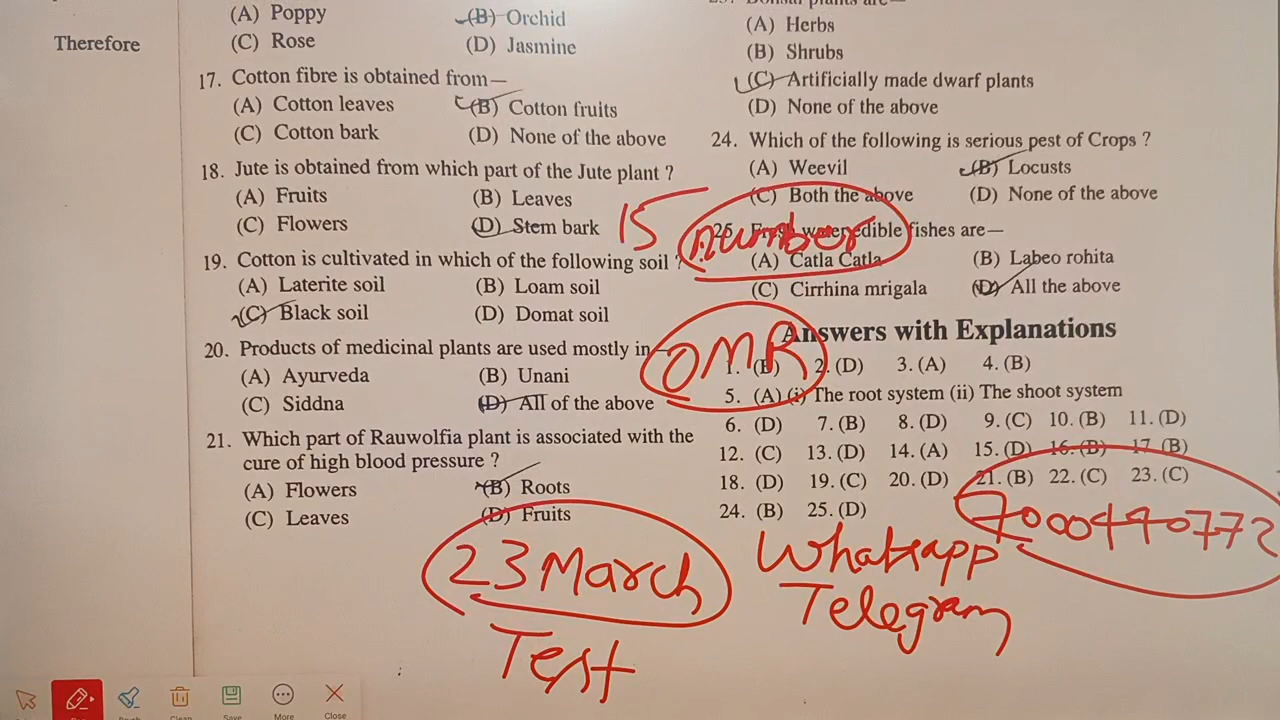 Therefore
(A) Poppy (B) Orchid
(C) Rose (D) Jasmine
17. Cotton fibre is obtained from—
(A) Cotton leaves (B) Cotton fruits
(C) Cotton bark (D) None of the above
18. Jute is obtained from which part of the Jute plant ?
(A) Fruits (B) Leaves
(C) Flowers (D) Stem bark
19. Cotton is cultivated in which of the following soil ?
(A) Laterite soil (B) Loam soil
(C) Black soil (D) Domat soil
20. Products of medicinal plants are used mostly in—
(A) Ayurveda (B) Unani
(C) Siddna (D) All of the above
21. Which part of Rauwolfia plant is associated with the
cure of high blood pressure ?
(A) Flowers (B) Roots
(C) Leaves (D) Fruits
(A) Herbs
(B) Shrubs
(C) Artificially made dwarf plants
(D) None of the above
24. Which of the following is serious pest of Crops ?
(A) Weevil (B) Locusts
(C) Both the above (D) None of the above
25. Fresh water edible fishes are—
(A) Catla Catla (B) Labeo rohita
(C) Cirrhina mrigala (D) All the above
Answers with Explanations
1. (B) 2. (D) 3. (A) 4. (B)
5. (A) (i) The root system (ii) The shoot system
6. (D) 7. (B) 8. (D) 9. (C) 10. (B) 11. (D)
12. (C) 13. (D) 14. (A) 15. (D) 16. (B) 17. (B)
18. (D) 19. (C) 20. (D) 21. (B) 22. (C) 23. (C)
24. (B) 25. (D)
15 number
OMR
23 March
Test
Whatsapp
Telegram
7000440772
Clean Save More Close